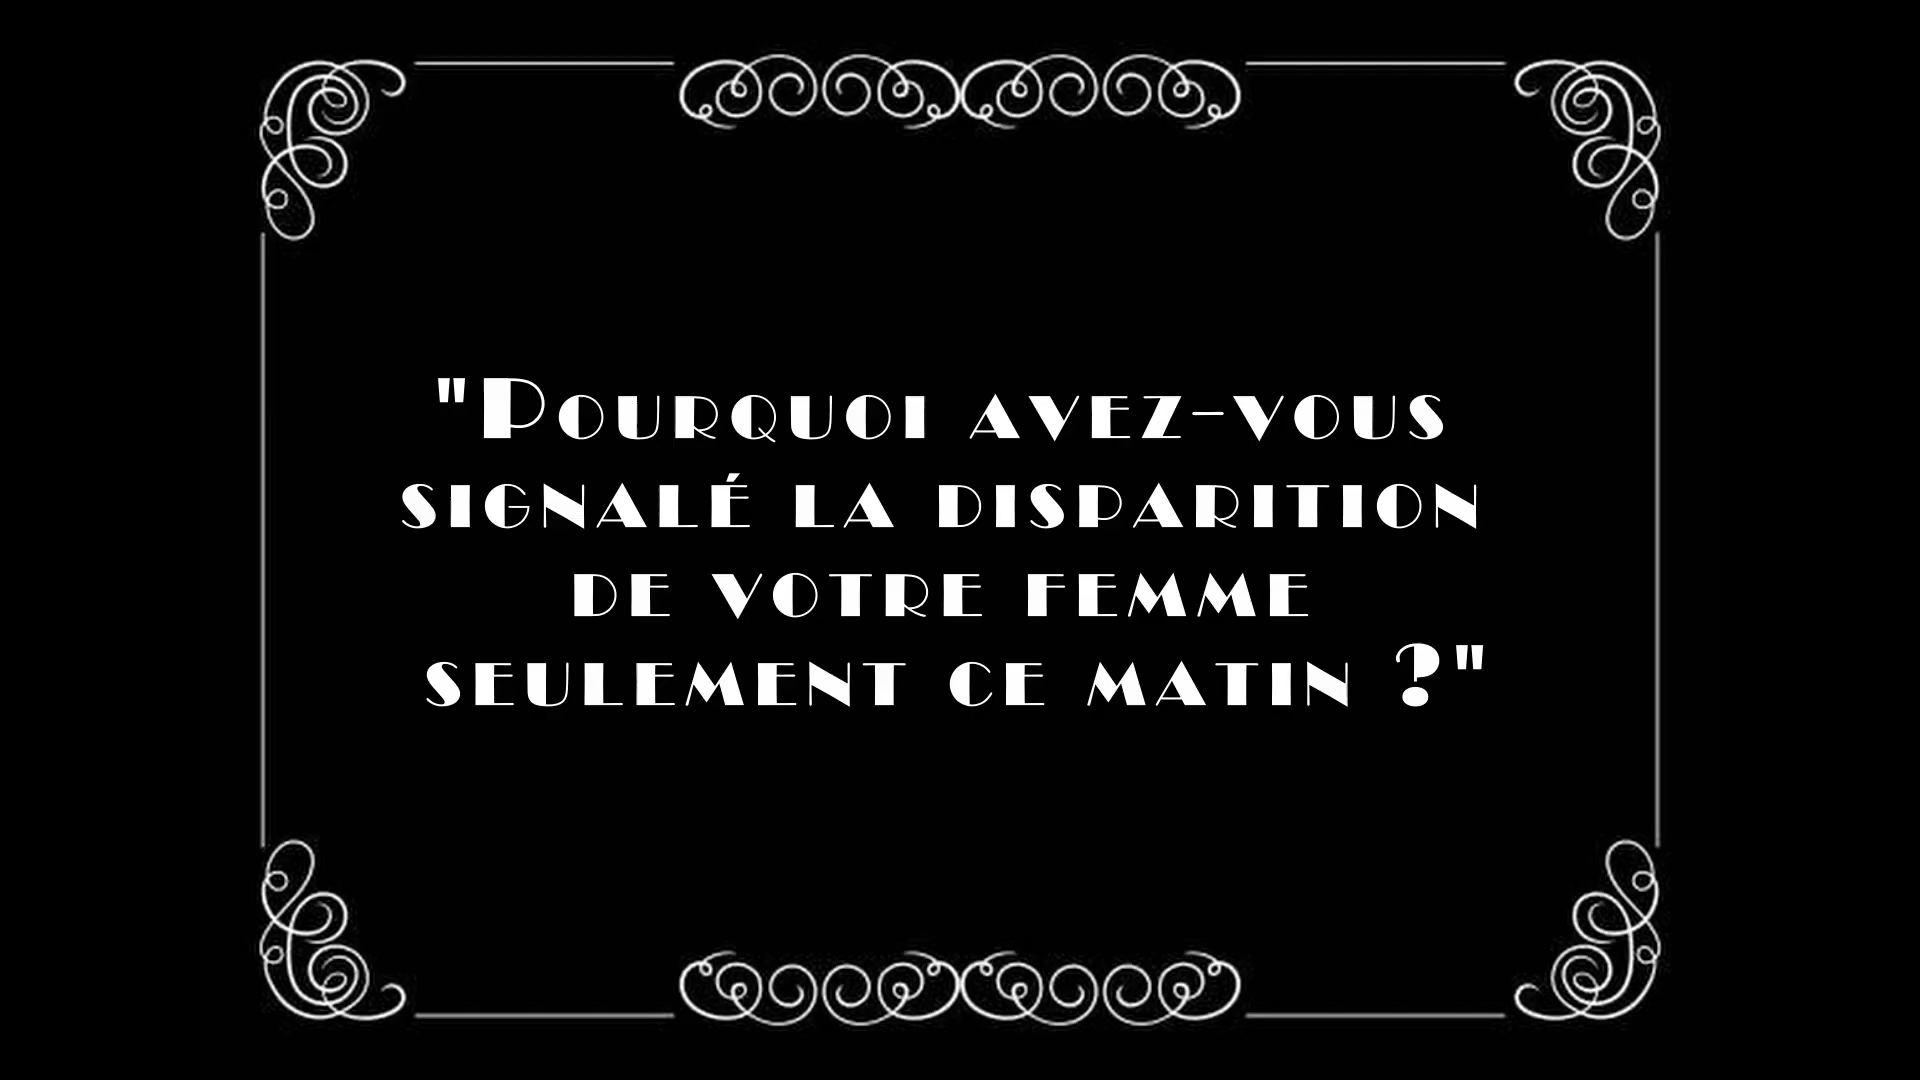 "Pourquoi avez-vous
signalé la disparition
de votre femme
seulement ce matin ?"